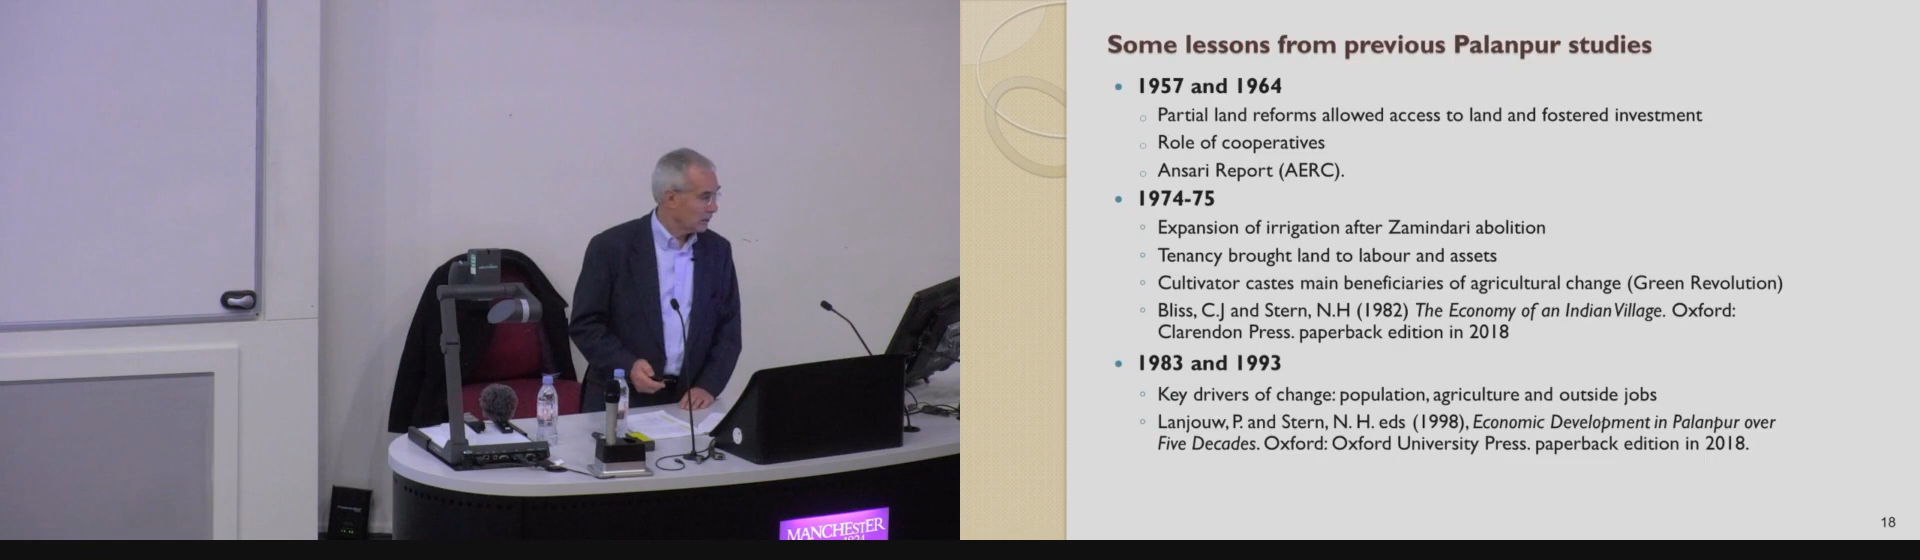 Some lessons from previous Palanpur studies
1957 and 1964
Partial land reforms allowed access to land and fostered investment
Role of cooperatives
Ansari Report (AERC).
1974-75
Expansion of irrigation after Zamindari abolition
Tenancy brought land to labour and assets
Cultivator castes main beneficiaries of agricultural change (Green Revolution)
Bliss, C.J and Stern, N.H (1982) The Economy of an Indian Village. Oxford:
Clarendon Press. paperback edition in 2018
1983 and 1993
Key drivers of change: population, agriculture and outside jobs
Lanjouw, P. and Stern, N. H. eds (1998), Economic Development in Palanpur over
Five Decades. Oxford: Oxford University Press. paperback edition in 2018.
18
MANCHESTER